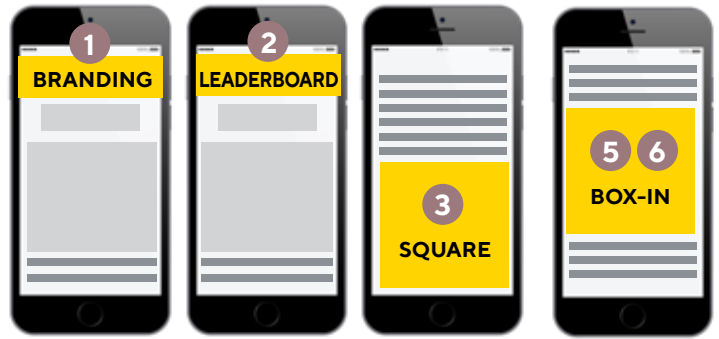 1
BRANDING
2
LEADERBOARD
3
SQUARE
5 6
BOX-IN